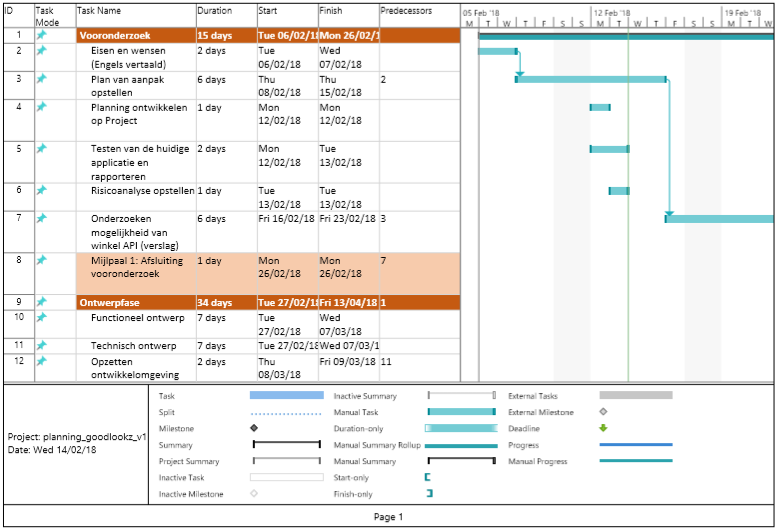 ID Task Mode Task Name Duration Start Finish Predecessors
05 Feb '18 12 Feb '18 19 Feb '18
M T W T F S S M T W T F S S M T W
1 Vooronderzoek 15 days Tue 06/02/18 Mon 26/02/1
2 Eisen en wensen (Engels vertaald) 2 days Tue 06/02/18 Wed 07/02/18
3 Plan van aanpak opstellen 6 days Thu 08/02/18 Thu 15/02/18 2
4 Planning ontwikkelen op Project 1 day Mon 12/02/18 Mon 12/02/18
5 Testen van de huidige applicatie en rapporteren 2 days Mon 12/02/18 Tue 13/02/18
6 Risicoanalyse opstellen 1 day Tue 13/02/18 Tue 13/02/18
7 Onderzoeken mogelijkheid van winkel API (verslag) 6 days Fri 16/02/18 Fri 23/02/18 3
8 Mijlpaal 1: Afsluiting vooronderzoek 1 day Mon 26/02/18 Mon 26/02/18 7
9 Ontwerpfase 34 days Tue 27/02/18 Fri 13/04/18 1
10 Functioneel ontwerp 7 days Tue 27/02/18 Wed 07/03/18
11 Technisch ontwerp 7 days Tue 27/02/18 Wed 07/03/1
12 Opzetten ontwikkelomgeving 2 days Thu 08/03/18 Fri 09/03/18 11
Project: planning_goodlookz_v1
Date: Wed 14/02/18
Task Inactive Summary External Tasks
Split Manual Task External Milestone
Milestone Duration-only Deadline
Summary Manual Summary Rollup Progress
Project Summary Manual Summary Manual Progress
Inactive Task Start-only
Inactive Milestone Finish-only
Page 1